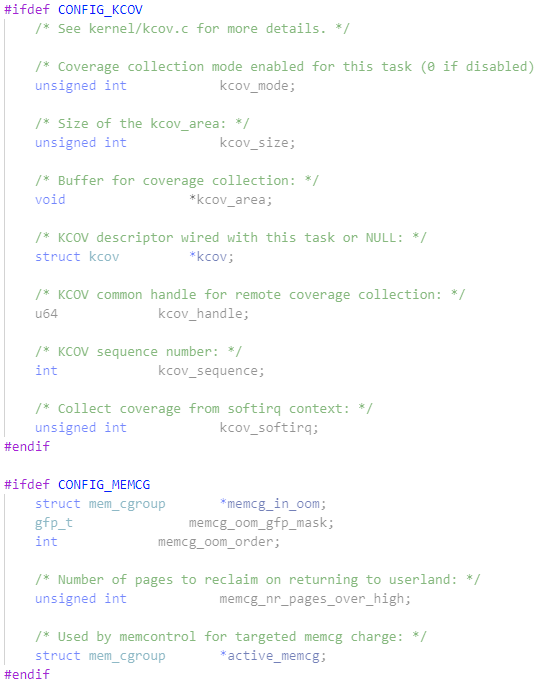 #ifdef CONFIG_KCOV
/* See kernel/kcov.c for more details. */
/* Coverage collection mode enabled for this task (0 if disabled)
unsigned int kcov_mode;
/* Size of the kcov_area: */
unsigned int kcov_size;
/* Buffer for coverage collection: */
void *kcov_area;
/* KCOV descriptor wired with this task or NULL: */
struct kcov *kcov;
/* KCOV common handle for remote coverage collection: */
u64 kcov_handle;
/* KCOV sequence number: */
int kcov_sequence;
/* Collect coverage from softirq context: */
unsigned int kcov_softirq;
#endif
#ifdef CONFIG_MEMCG
struct mem_cgroup *memcg_in_oom;
gfp_t memcg_oom_gfp_mask;
int memcg_oom_order;
/* Number of pages to reclaim on returning to userland: */
unsigned int memcg_nr_pages_over_high;
/* Used by memcontrol for targeted memcg charge: */
struct mem_cgroup *active_memcg;
#endif